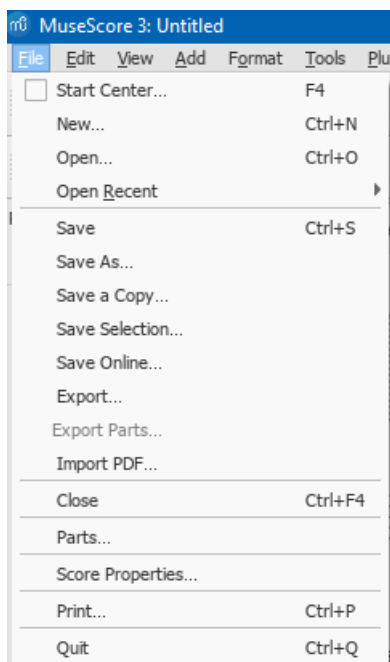 MuseScore 3: Untitled
File Edit View Add Format Tools Plu
Start Center... F4
New... Ctrl+N
Open... Ctrl+O
Open Recent
Save Ctrl+S
Save As...
Save a Copy...
Save Selection...
Save Online...
Export...
Export Parts...
Import PDF...
Close Ctrl+F4
Parts...
Score Properties...
Print... Ctrl+P
Quit Ctrl+Q